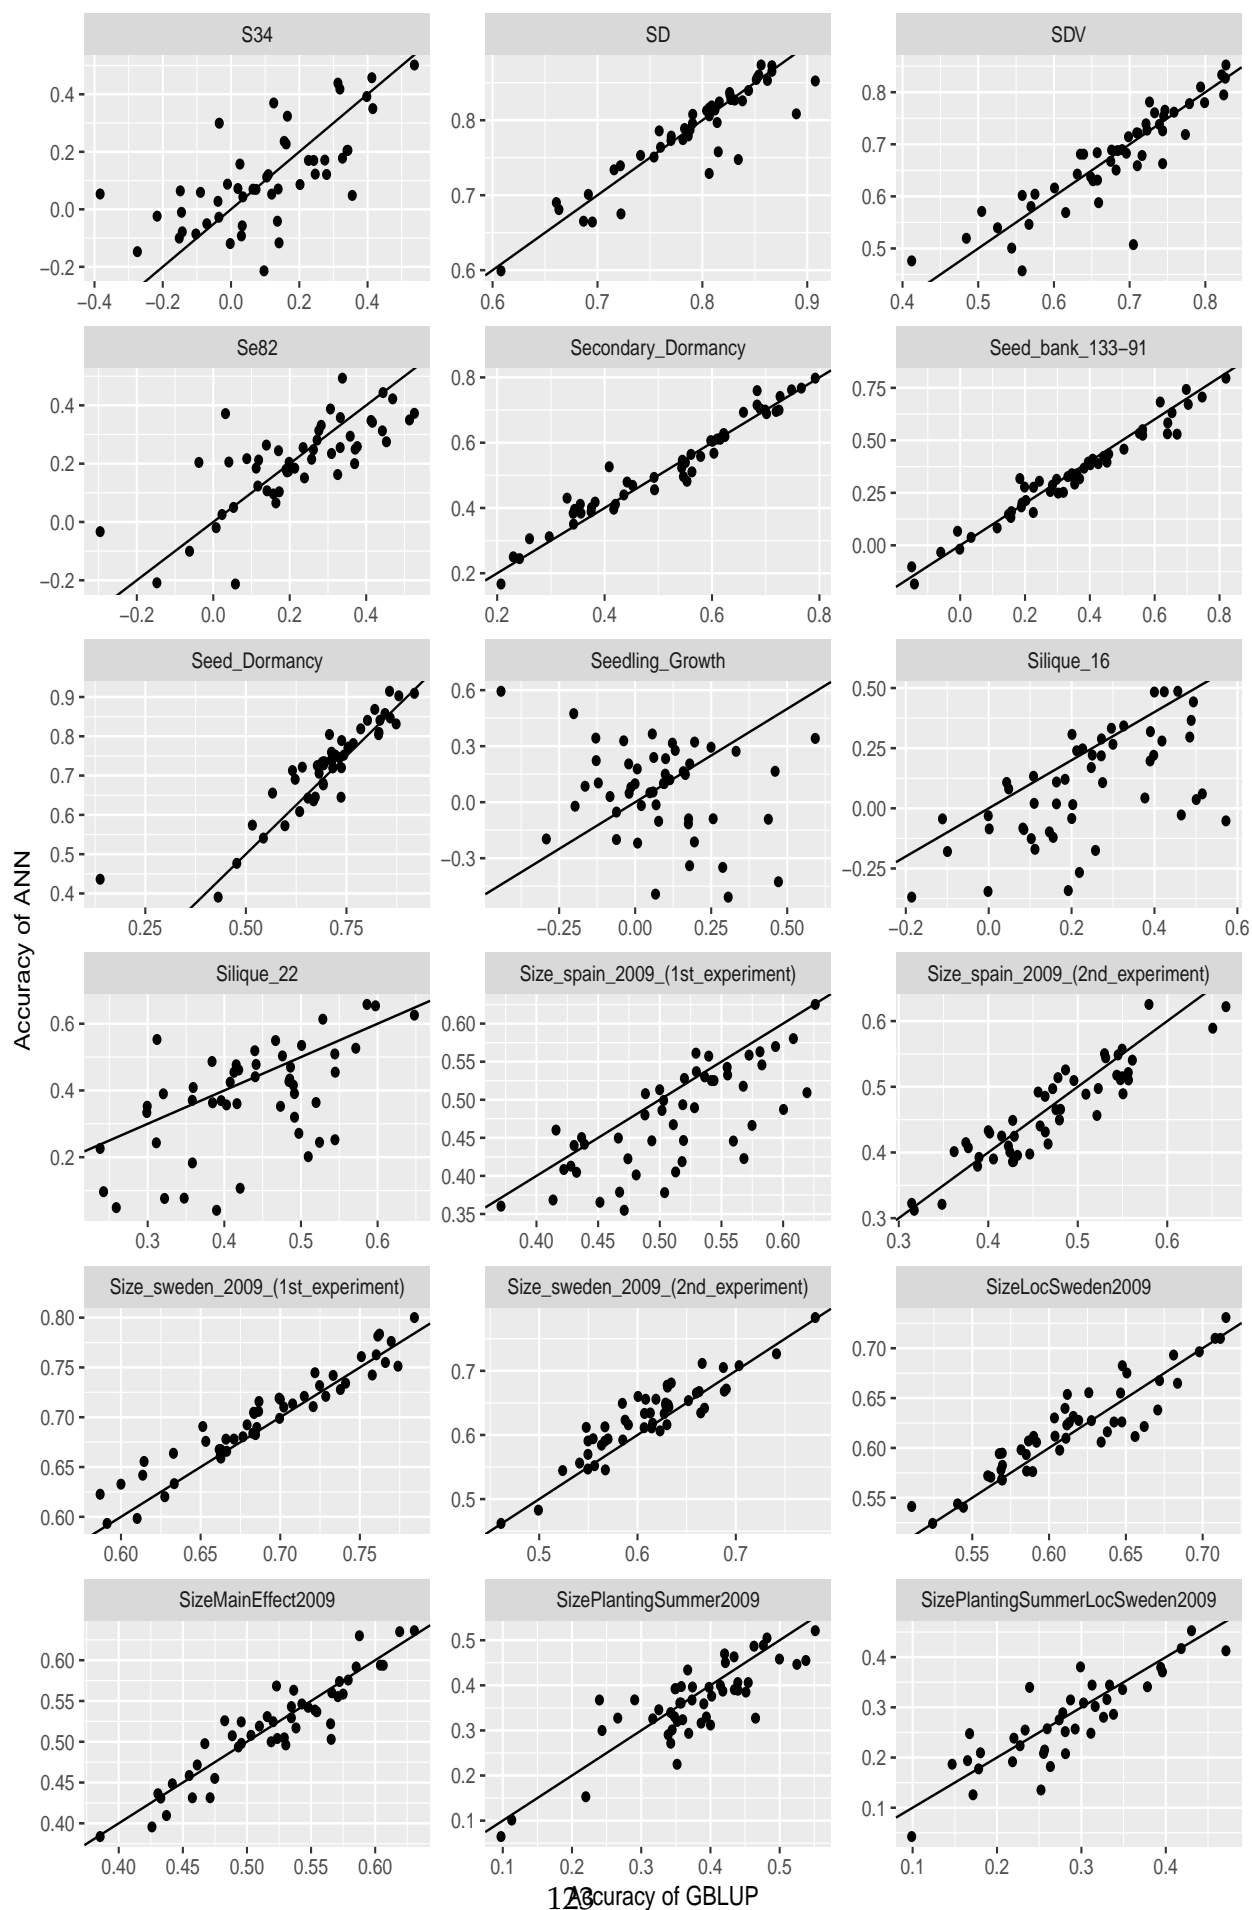 S34 SD SDV
0.4 0.8 0.8
0.2 0.7
0.0 0.7 0.6
−0.2 0.6 0.5
−0.4 −0.2 0.0 0.2 0.4 0.6 0.7 0.8 0.9 0.4 0.5 0.6 0.7 0.8
Se82 Secondary_Dormancy Seed_bank_133−91
0.4 0.8 0.75
0.2 0.6 0.50
0.0 0.4 0.25
−0.2 0.2 0.00
−0.2 0.0 0.2 0.4 0.2 0.4 0.6 0.8 0.0 0.2 0.4 0.6 0.8
Seed_Dormancy Seedling_Growth Silique_16
0.9 0.6 0.50
0.8 0.3 0.25
0.7
0.6 0.0 0.00
0.5 −0.3 −0.25
0.4
0.25 0.50 0.75 −0.25 0.00 0.25 0.50 −0.2 0.0 0.2 0.4 0.6
Accuracy of ANN
Silique_22 Size_spain_2009_(1st_experiment) Size_spain_2009_(2nd_experiment)
0.6 0.60 0.6
0.55
0.4 0.50 0.5
0.45 0.4
0.2 0.40
0.35 0.3
0.3 0.4 0.5 0.6 0.40 0.45 0.50 0.55 0.60 0.3 0.4 0.5 0.6
Size_sweden_2009_(1st_experiment) Size_sweden_2009_(2nd_experiment) SizeLocSweden2009
0.80
0.75 0.7 0.70
0.70 0.65
0.65 0.6 0.60
0.60 0.5 0.55
0.60 0.65 0.70 0.75 0.5 0.6 0.7 0.55 0.60 0.65 0.70
SizeMainEffect2009 SizePlantingSummer2009 SizePlantingSummerLocSweden2009
0.60 0.5 0.4
0.55 0.4 0.3
0.50 0.3
0.45 0.2 0.2
0.40 0.1 0.1
0.40 0.45 0.50 0.55 0.60 0.1 0.2 0.3 0.4 0.5 0.1 0.2 0.3 0.4
Accuracy of GBLUP
123